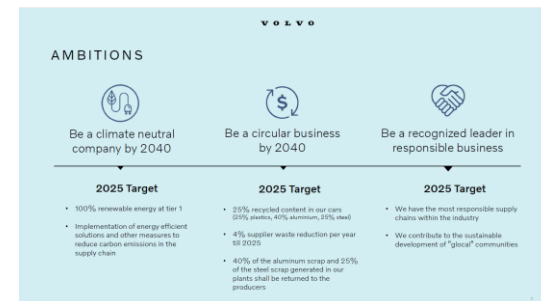 VOLVO
AMBITIONS
$
Be a climate neutral
company by 2040
Be a circular business
by 2040
Be a recognized leader in
responsible business
2025 Target
• 100% renewable energy at tier 1
• Implementation of energy efficient
solutions and other measures to
reduce carbon emissions in the
supply chain
2025 Target
• 25% recycled content in our cars
(25% plastics, 40% aluminium, 25% steel)
• 4% supplier waste reduction per year
till 2025
• 40% of the aluminum scrap and 25%
of the steel scrap generated in our
plants shall be returned to the
producers
2025 Target
• We have the most responsible supply
chains within the industry
• We contribute to the sustainable
development of "glocal" communities